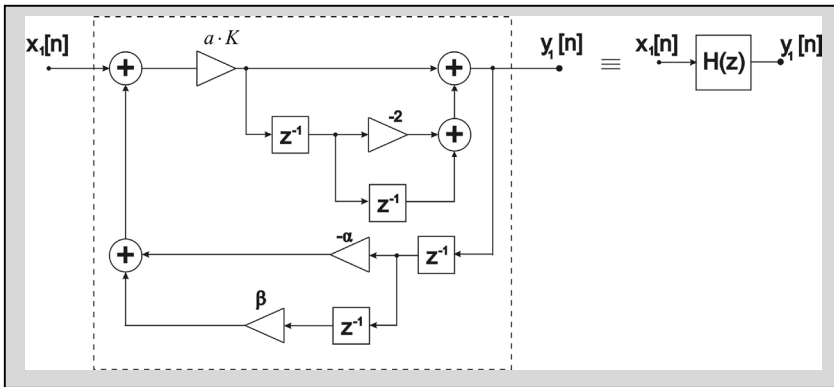 a · K
x₁[n] + + y₁[n] ≡ x₁[n] H(z) y₁[n]
-2
z⁻¹ +
z⁻¹
-α
+ z⁻¹
β
z⁻¹